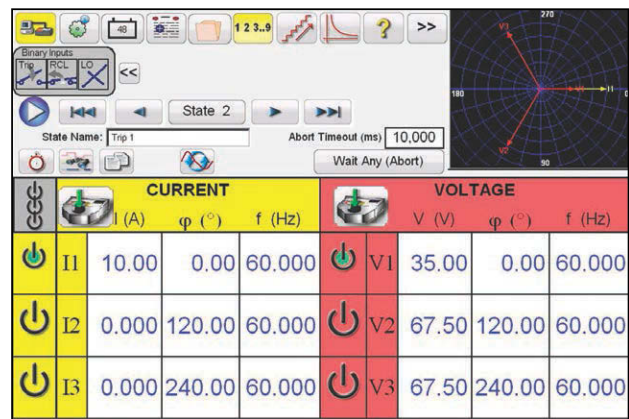 48
1 2 3..9
?
>>
Binary Inputs
Trip RCL LO
<<
State 2
State Name: Trip 1
Abort Timeout (ms) 10,000
Wait Any (Abort)
270
V3
180
V1
I1
0
V2
90
CURRENT VOLTAGE
I (A) φ (°) f (Hz) V (V) φ (°) f (Hz)
I1 10.00 0.00 60.000 V1 35.00 0.00 60.000
I2 0.000 120.00 60.000 V2 67.50 120.00 60.000
I3 0.000 240.00 60.000 V3 67.50 240.00 60.000